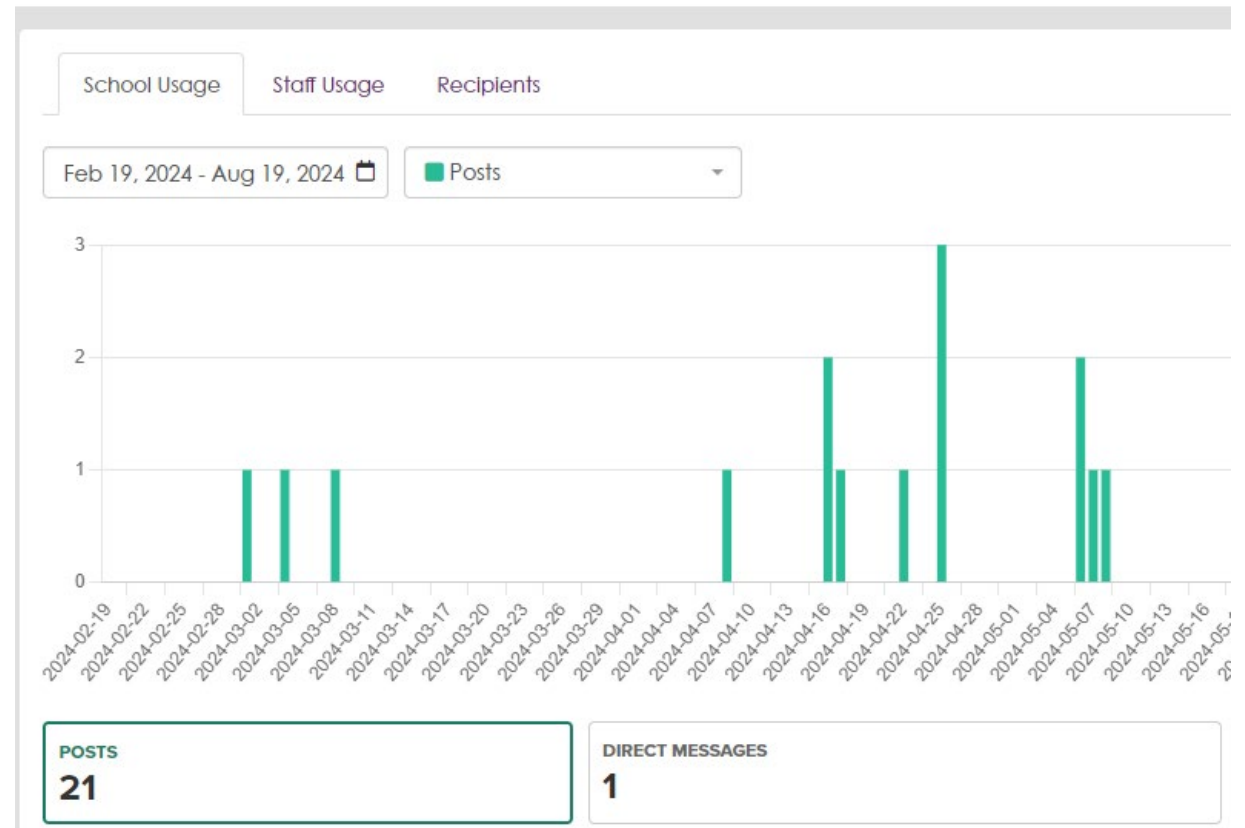 School Usage Staff Usage Recipients
Feb 19, 2024 - Aug 19, 2024 Posts
3
2
1
0
2024-02-19 2024-02-22 2024-02-25 2024-02-28 2024-03-02 2024-03-05 2024-03-08 2024-03-11 2024-03-14 2024-03-17 2024-03-20 2024-03-23 2024-03-26 2024-03-29 2024-04-01 2024-04-04 2024-04-07 2024-04-10 2024-04-13 2024-04-16 2024-04-19 2024-04-22 2024-04-25 2024-04-28 2024-05-01 2024-05-04 2024-05-07 2024-05-10 2024-05-13 2024-05-16
POSTS DIRECT MESSAGES
21 1